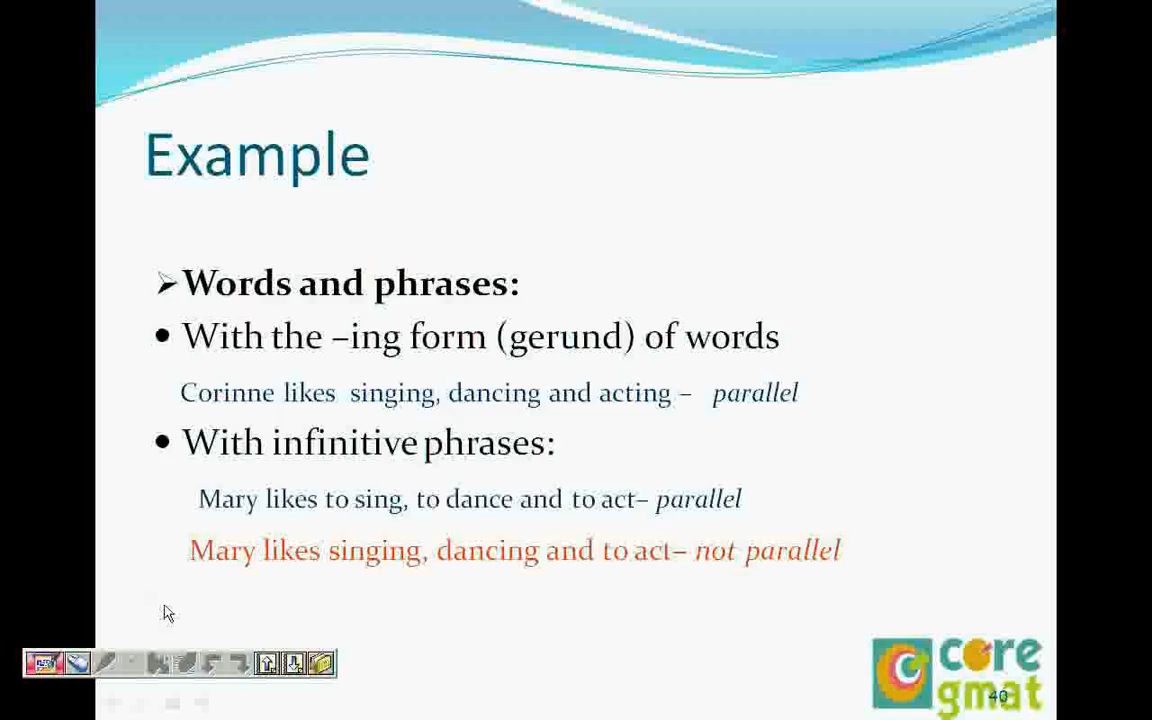 Example
Words and phrases:
With the –ing form (gerund) of words
Corinne likes singing, dancing and acting – parallel
With infinitive phrases:
Mary likes to sing, to dance and to act– parallel
Mary likes singing, dancing and to act– not parallel
core
gmat
40